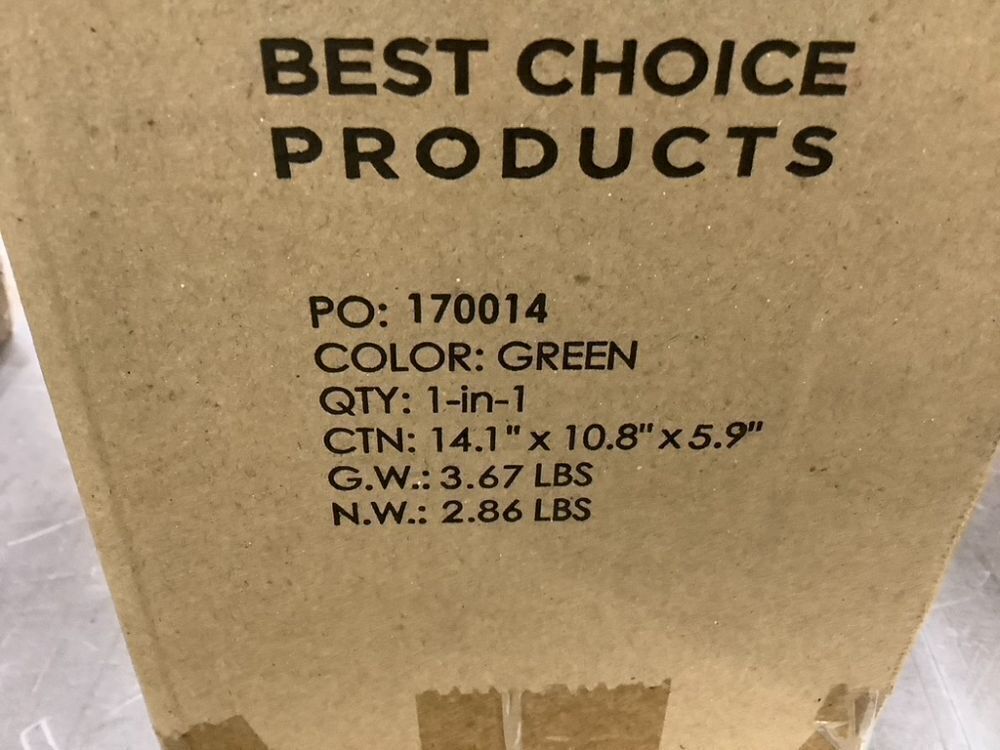 BEST CHOICE
PRODUCTS
PO: 170014
COLOR: GREEN
QTY: 1-in-1
CTN: 14.1" x 10.8" x 5.9"
G.W.: 3.67 LBS
N.W.: 2.86 LBS